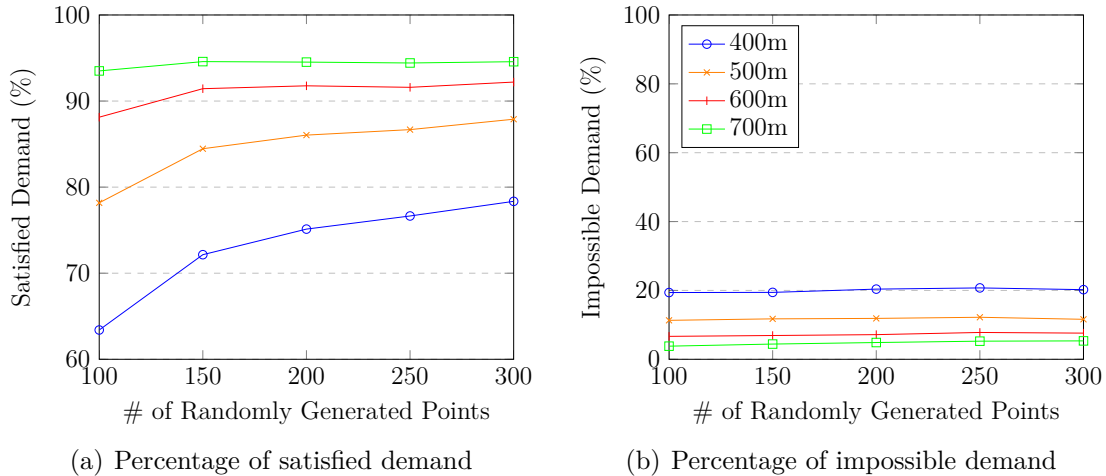 100
90
80
70
60
Satisfied Demand (%)
100 150 200 250 300
# of Randomly Generated Points
(a) Percentage of satisfied demand
100
80
60
40
20
0
Impossible Demand (%)
400m
500m
600m
700m
100 150 200 250 300
# of Randomly Generated Points
(b) Percentage of impossible demand